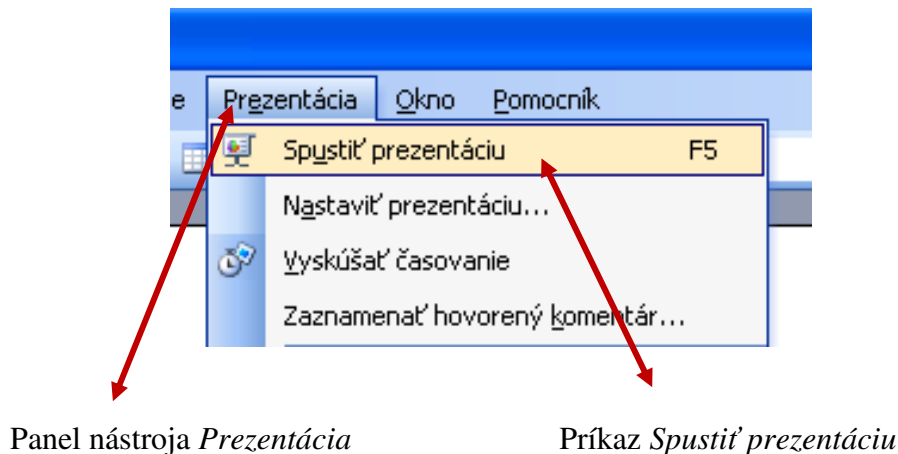 e Prezentácia Okno Pomocník
Spustiť prezentáciu F5
Nastaviť prezentáciu...
Vyskúšať časovanie
Zaznamenať hovorený komentár...
Panel nástroja Prezentácia Príkaz Spustiť prezentáciu